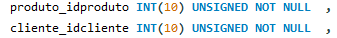 produto_idproduto INT(10) UNSIGNED NOT NULL  ,
cliente_idcliente INT(10) UNSIGNED NOT NULL  ,